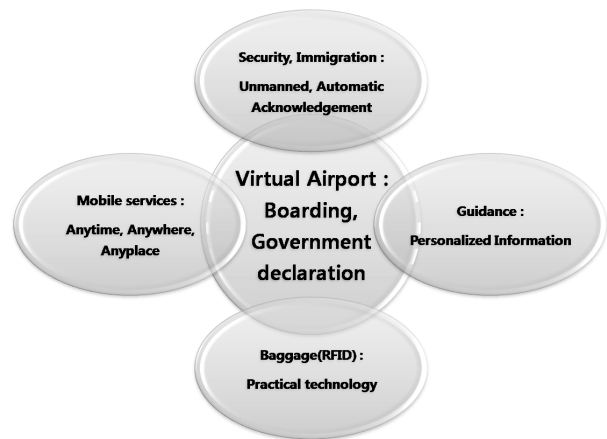 Security, Immigration :
Unmanned, Automatic
Acknowledgement
Mobile services :
Anytime, Anywhere,
Anyplace
Virtual Airport :
Boarding,
Government
declaration
Guidance :
Personalized Information
Baggage(RFID) :
Practical technology